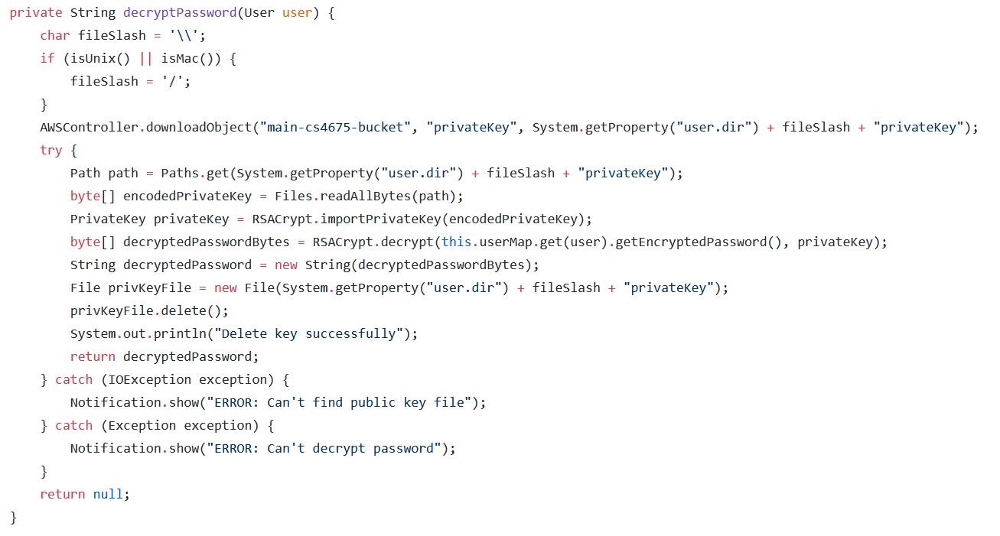 private String decryptPassword(User user) {
    char fileSlash = '\\';
    if (isUnix() || isMac()) {
        fileSlash = '/';
    }
    AWSController.downloadObject("main-cs4675-bucket", "privateKey", System.getProperty("user.dir") + fileSlash + "privateKey");
    try {
        Path path = Paths.get(System.getProperty("user.dir") + fileSlash + "privateKey");
        byte[] encodedPrivateKey = Files.readAllBytes(path);
        PrivateKey privateKey = RSACrypt.importPrivateKey(encodedPrivateKey);
        byte[] decryptedPasswordBytes = RSACrypt.decrypt(this.userMap.get(user).getEncryptedPassword(), privateKey);
        String decryptedPassword = new String(decryptedPasswordBytes);
        File privKeyFile = new File(System.getProperty("user.dir") + fileSlash + "privateKey");
        privKeyFile.delete();
        System.out.println("Delete key successfully");
        return decryptedPassword;
    } catch (IOException exception) {
        Notification.show("ERROR: Can't find public key file");
    } catch (Exception exception) {
        Notification.show("ERROR: Can't decrypt password");
    }
    return null;
}